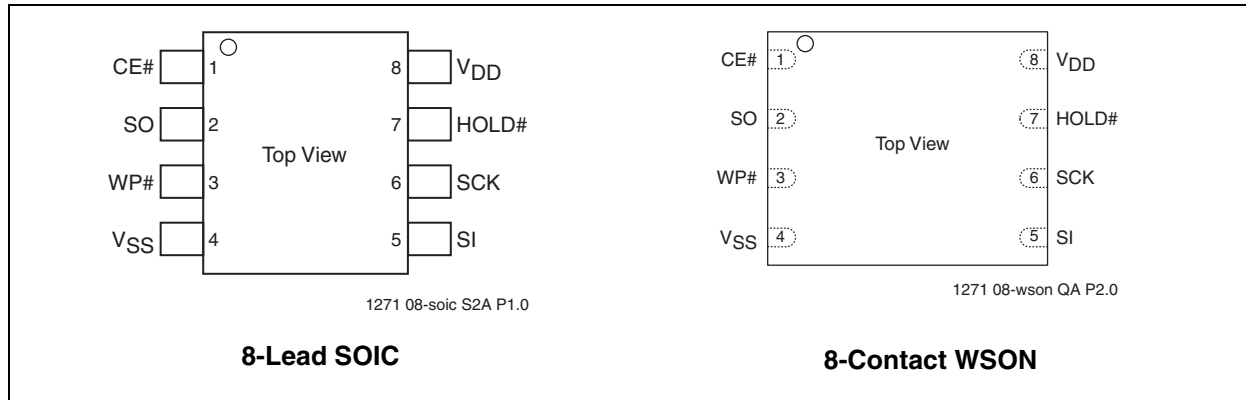 CE#
1
8
VDD
SO
2
7
HOLD#
Top View
WP#
3
6
SCK
VSS
4
5
SI
1271 08-soic S2A P1.0
8-Lead SOIC
CE#
1
8
VDD
SO
2
7
HOLD#
Top View
WP#
3
6
SCK
VSS
4
5
SI
1271 08-wson QA P2.0
8-Contact WSON